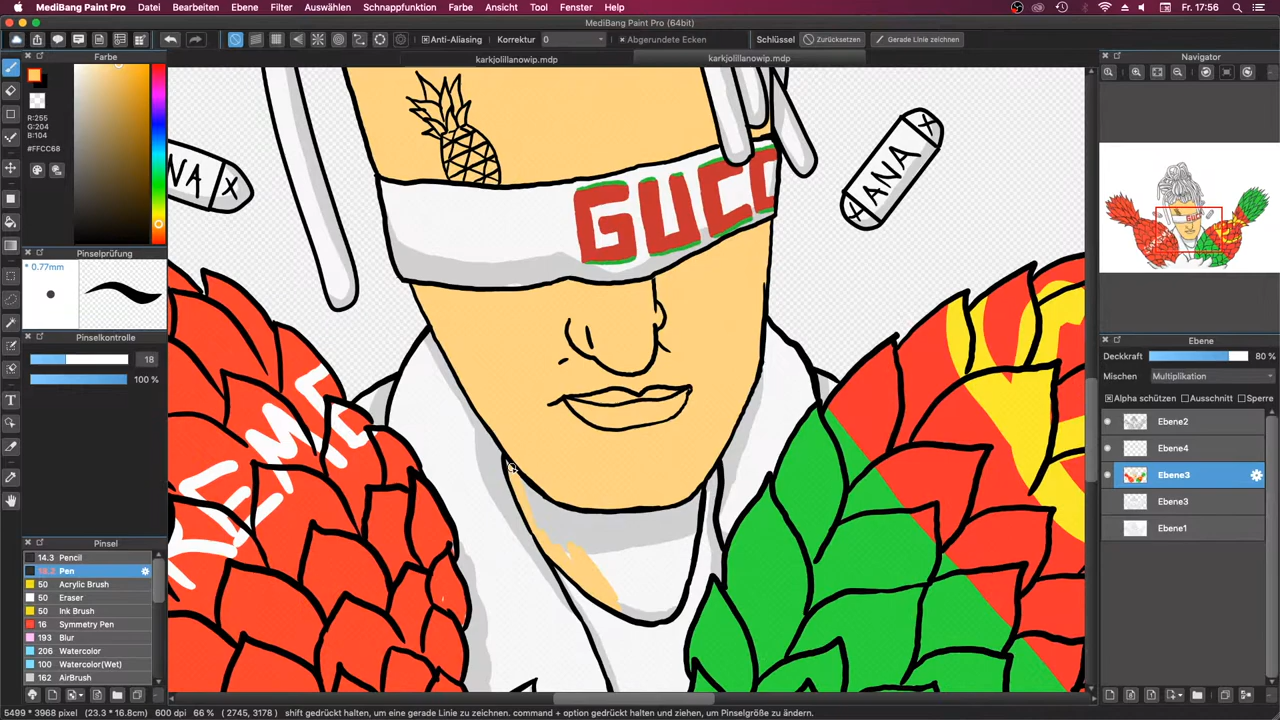 MediBang Paint Pro Datei Bearbeiten Ebene Filter Auswählen Schnappfunktion Farbe Ansicht Tool Fenster Help Fr. 17:56
MediBang Paint Pro (64bit)
Anti-Aliasing Korrektur 0 Abgerundete Ecken Schlüssel Zurücksetzen Gerade Linie zeichnen
Farbe karkjolillanowip.mdp karkjolillanowip.mdp Navigator
R:255
G:204
B:104
#FFCC68
Pinselprüfung
* 0.77mm
Pinselkontrolle
18
100 %
Pinsel
14.3 Pencil
18.2 Pen
50 Acrylic Brush
50 Eraser
50 Ink Brush
16 Symmetry Pen
193 Blur
206 Watercolor
100 Watercolor(Wet)
162 AirBrush
NA X
X ANA X
GUCC
REME
Ebene
Deckkraft 80 %
Mischen Multiplikation
Alpha schützen Ausschnitt Sperre
Ebene2
Ebene4
Ebene3
Ebene3
Ebene1
5499 * 3968 pixel (23.3 * 16.8cm) 600 dpi 66 % ( 2745, 3178 ) shift gedrückt halten, um eine gerade Linie zu zeichnen. command + option gedrückt halten und ziehen, um Pinselgröße zu ändern.